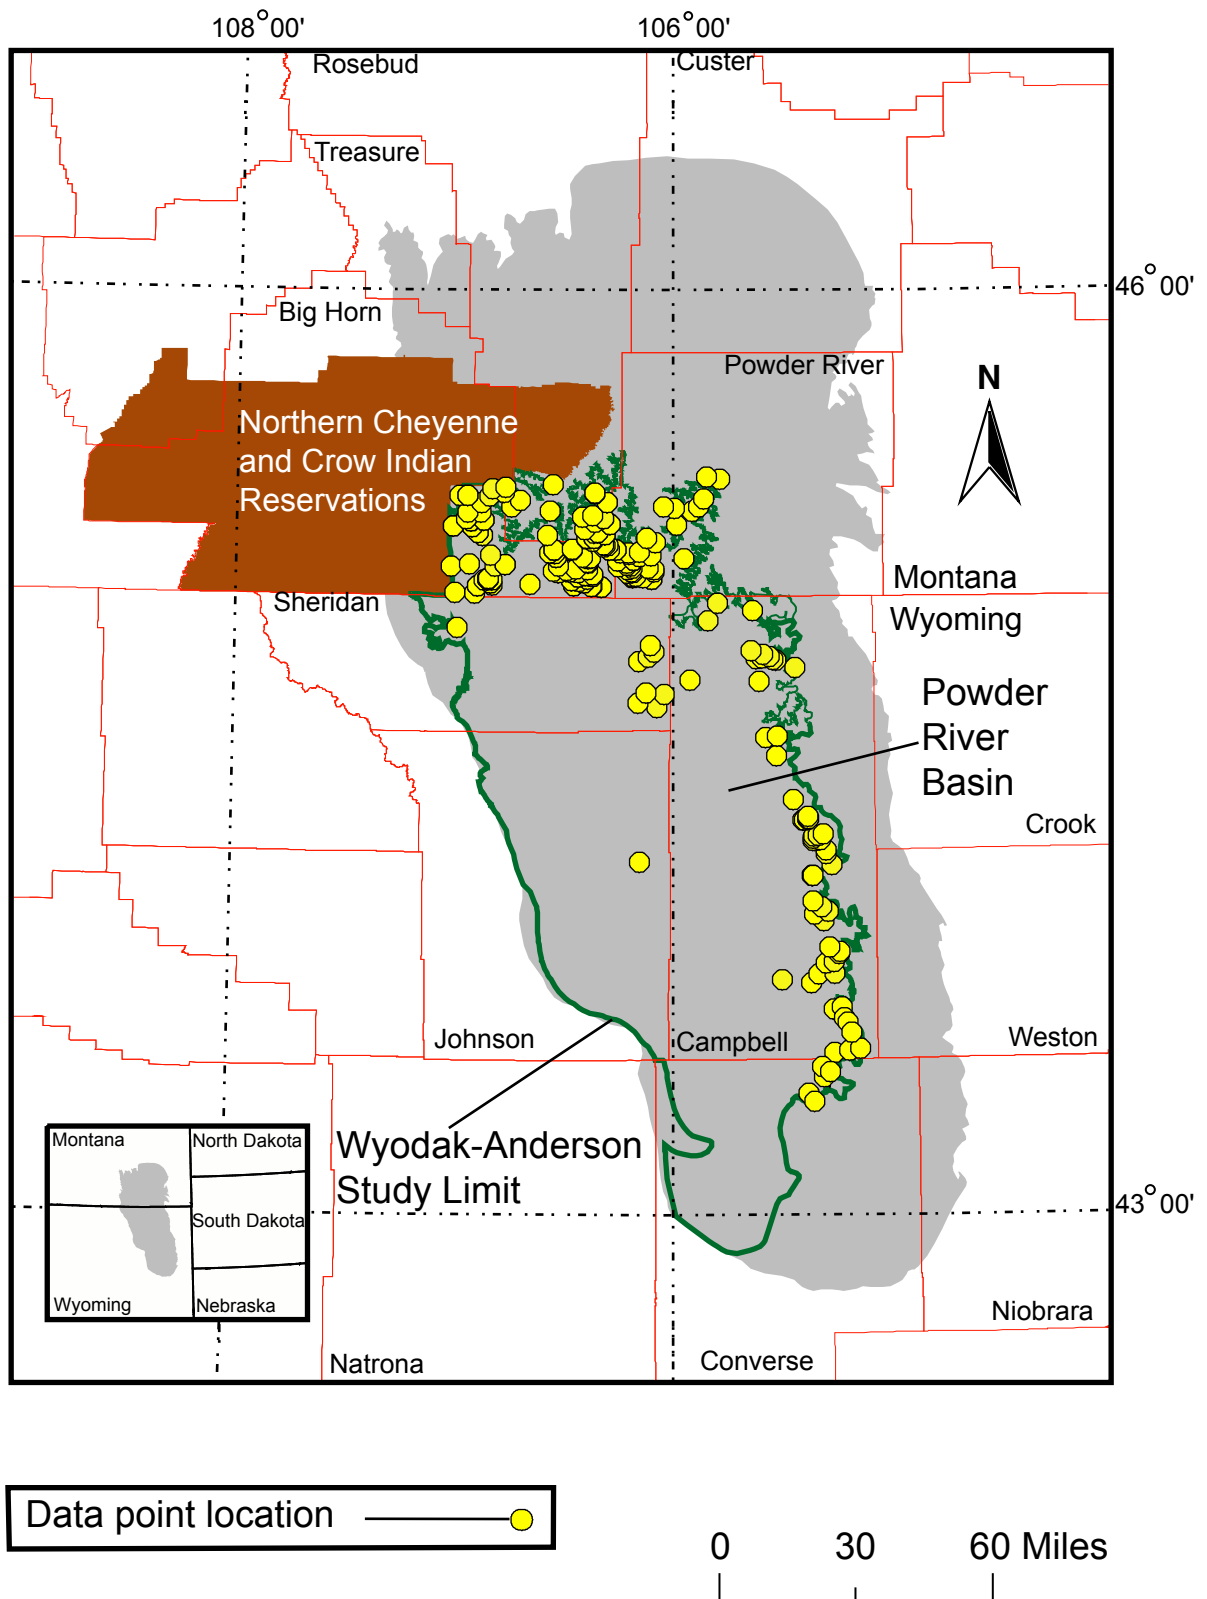 108°00'
106°00'
Rosebud
Custer
Treasure
46°00'
Big Horn
Powder River
N
Northern Cheyenne
and Crow Indian
Reservations
Montana
Sheridan
Wyoming
Powder
River
Basin
Crook
Johnson
Campbell
Weston
Wyodak-Anderson
Study Limit
Montana
North Dakota
South Dakota
Wyoming
Nebraska
43°00'
Niobrara
Natrona
Converse
Data point location
0 30 60 Miles